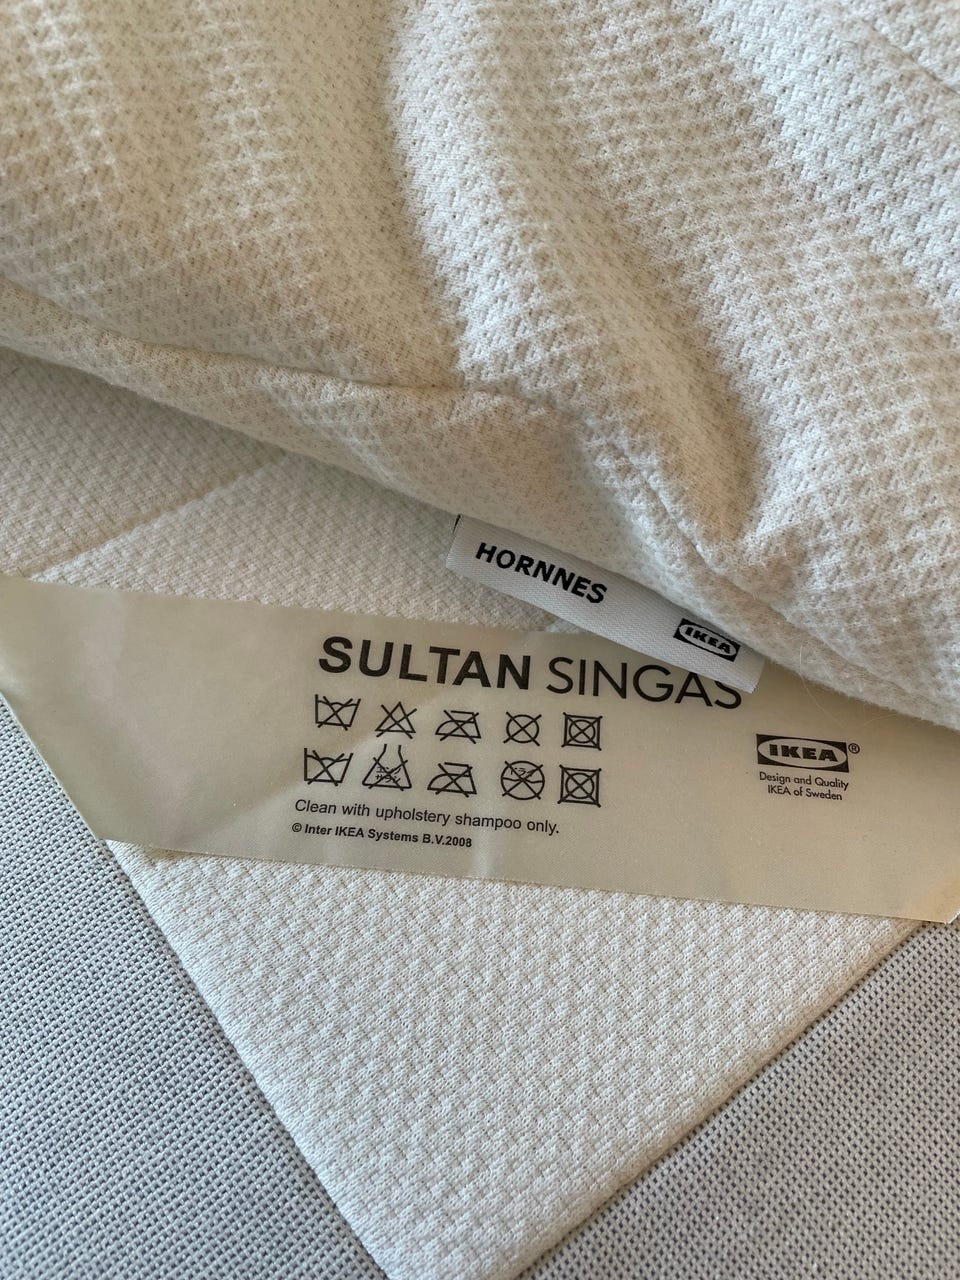 HORNNES
IKEA
SULTAN SINGAS
IKEA®
Design and Quality
IKEA of Sweden
Clean with upholstery shampoo only.
© Inter IKEA Systems B.V.2008